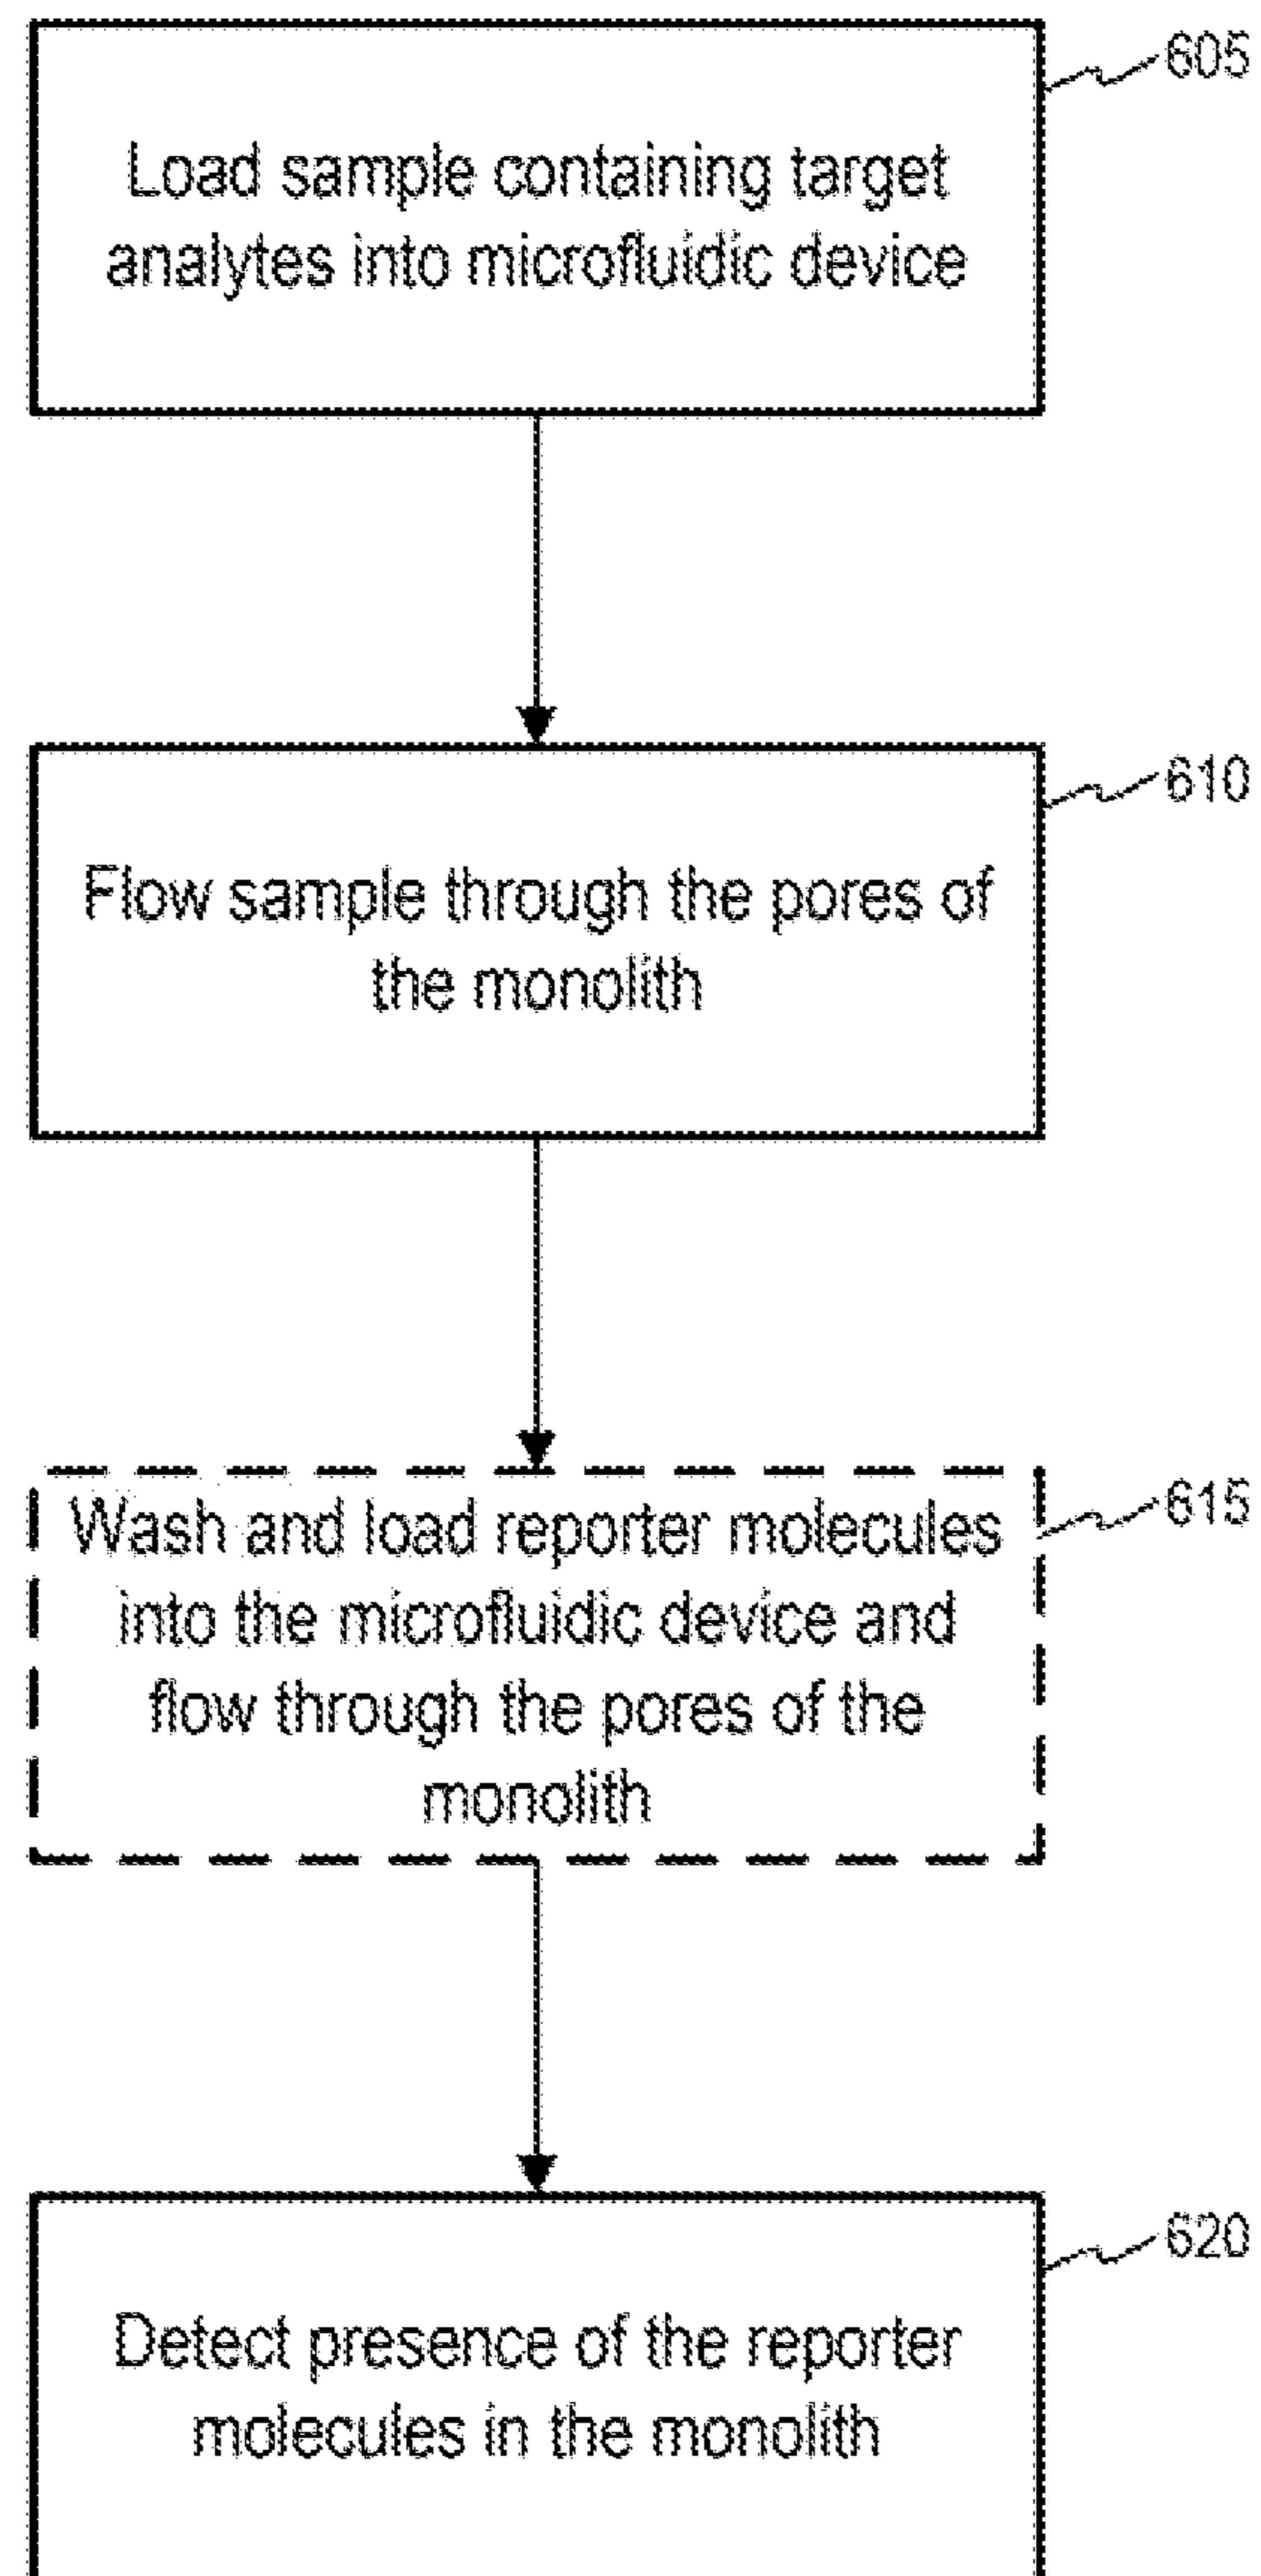 605
Load sample containing target
analytes into microfluidic device
610
Flow sample through the pores of
the monolith
615
Wash and load reporter molecules
into the microfluidic device and
flow through the pores of the
monolith
620
Detect presence of the reporter
molecules in the monolith